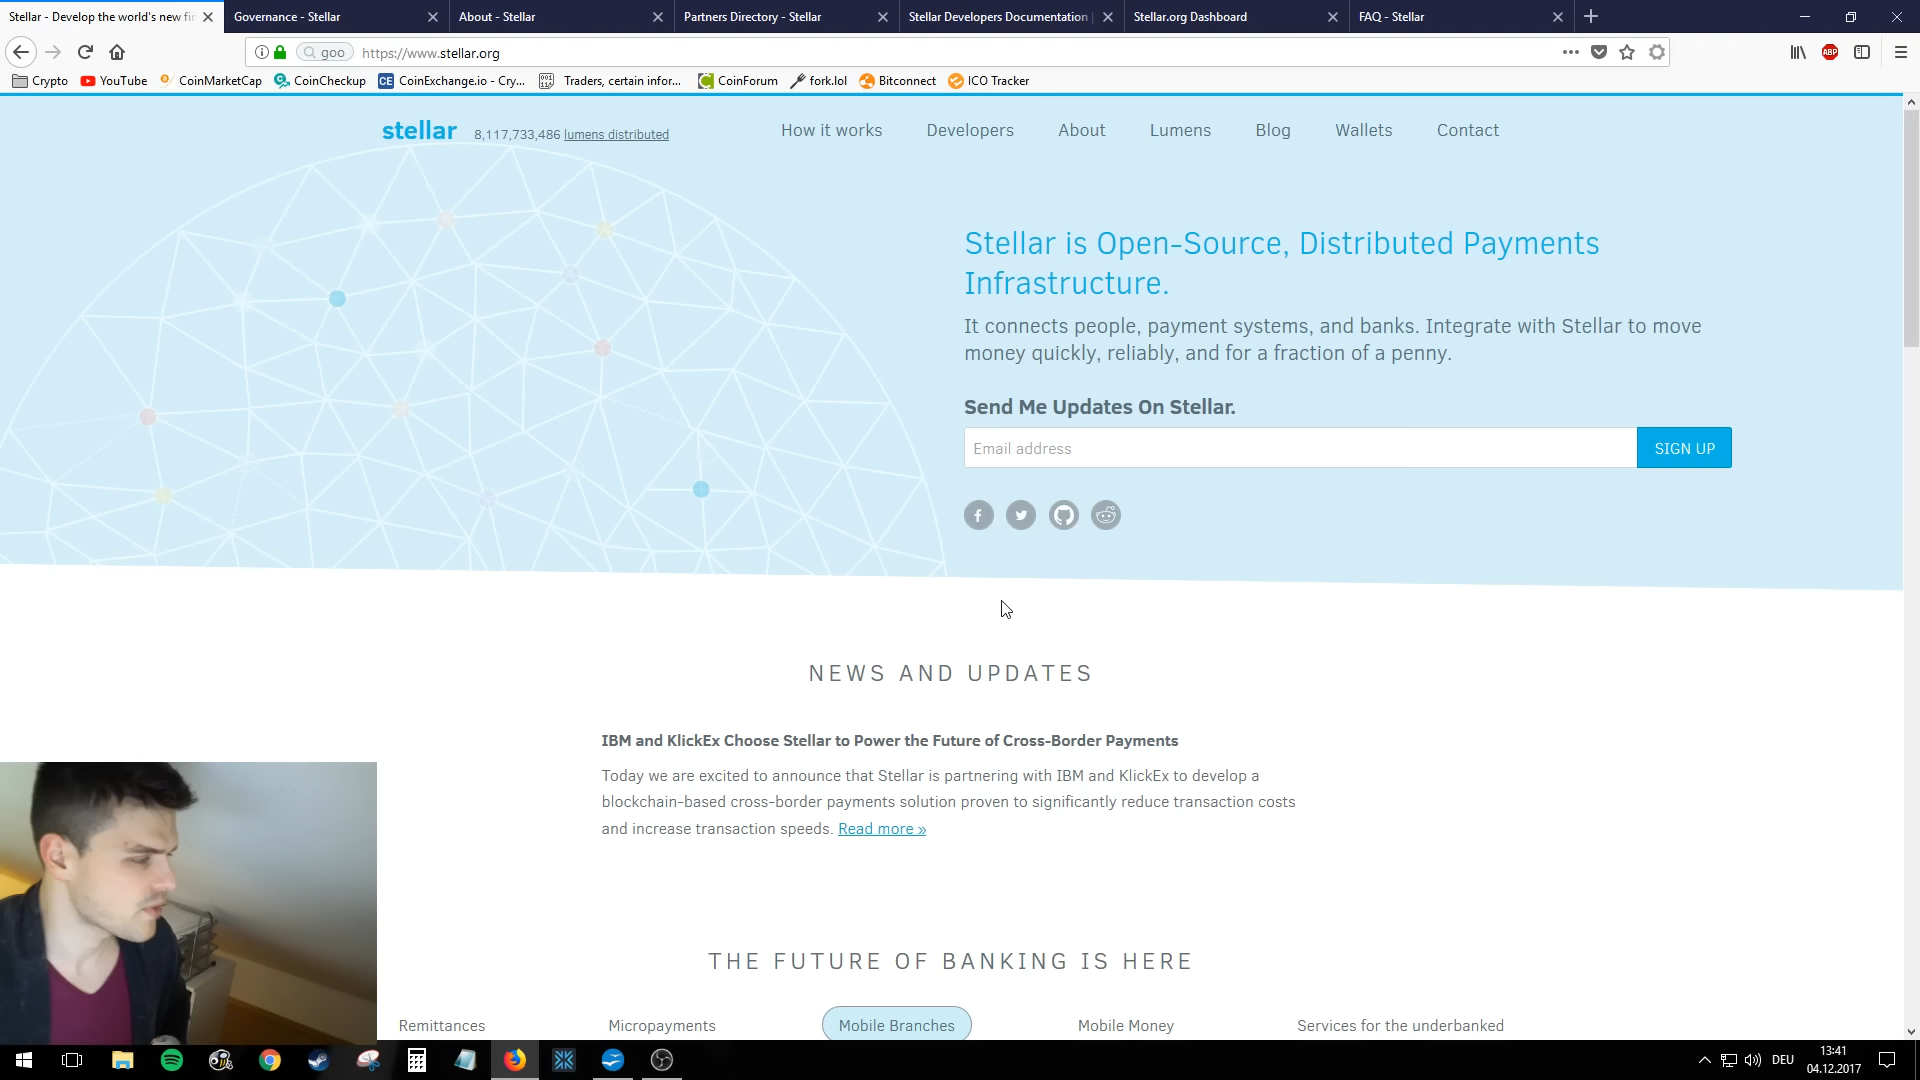 Stellar - Develop the world's new fin
Governance - Stellar
About - Stellar
Partners Directory - Stellar
Stellar Developers Documentation
Stellar.org Dashboard
FAQ - Stellar
goo
https://www.stellar.org
ABP
Crypto
YouTube
CoinMarketCap
CoinCheckup
CE
CoinExchange.io - Cry...
Traders, certain infor...
CoinForum
fork.lol
Bitconnect
ICO Tracker
stellar
8,117,733,486 lumens distributed
How it works
Developers
About
Lumens
Blog
Wallets
Contact
Stellar is Open-Source, Distributed Payments
Infrastructure.
It connects people, payment systems, and banks. Integrate with Stellar to move
money quickly, reliably, and for a fraction of a penny.
Send Me Updates On Stellar.
Email address
SIGN UP
NEWS AND UPDATES
IBM and KlickEx Choose Stellar to Power the Future of Cross-Border Payments
Today we are excited to announce that Stellar is partnering with IBM and KlickEx to develop a
blockchain-based cross-border payments solution proven to significantly reduce transaction costs
and increase transaction speeds. Read more »
THE FUTURE OF BANKING IS HERE
Remittances
Micropayments
Mobile Branches
Mobile Money
Services for the underbanked
DEU
13:41
04.12.2017